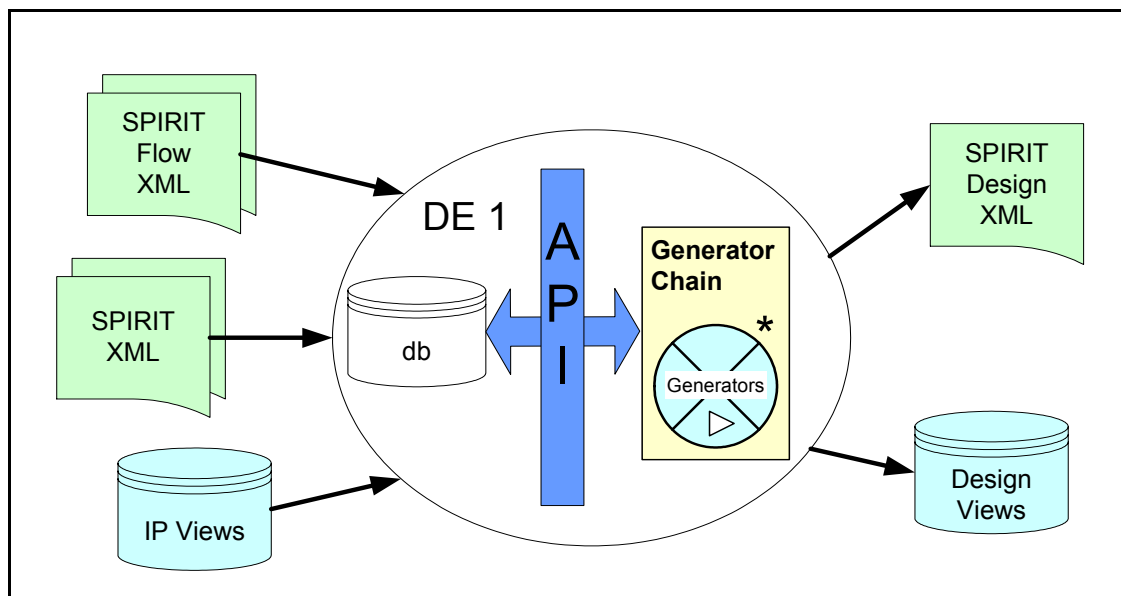 SPIRIT
Flow
XML
SPIRIT
XML
IP Views
DE 1
db
A
P
I
Generator
Chain
*
Generators
SPIRIT
Design
XML
Design
Views